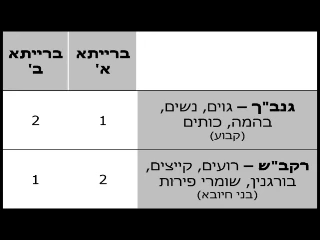 ברייתא א'
ברייתא ב'
גנב"ך – גוים, נשים,
בהמה, כותים
(קבוע)
1
2
רקב"ש – רועים, קייצים,
בורגנין, שומרי פירות
(בני חיובא)
2
1